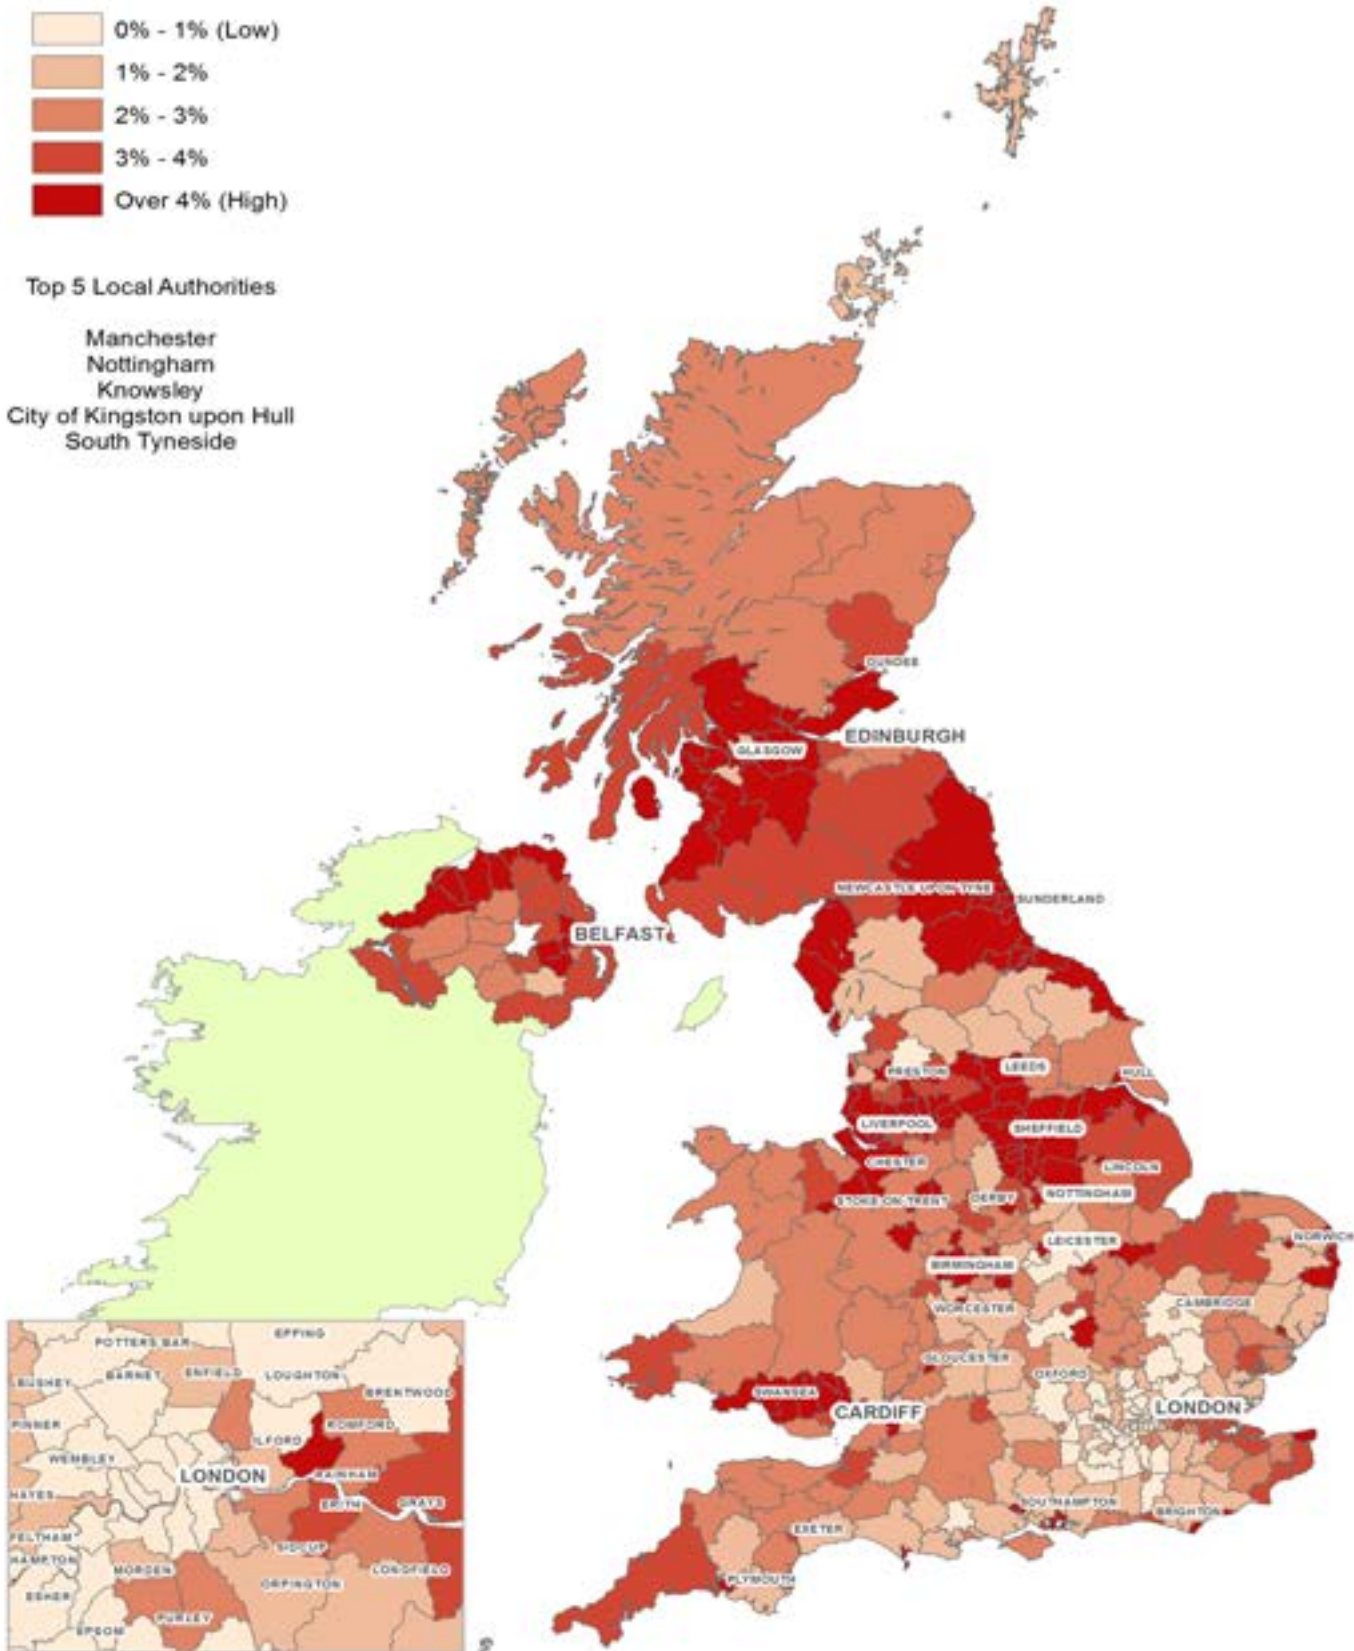 0% - 1% (Low)
1% - 2%
2% - 3%
3% - 4%
Over 4% (High)
Top 5 Local Authorities
Manchester
Nottingham
Knowsley
City of Kingston upon Hull
South Tyneside
DUNDEE
EDINBURGH
GLASGOW
NEWCASTLE UPON TYNE
SUNDERLAND
BELFAST
PRESTON
LEEDS
HULL
LIVERPOOL
SHEFFIELD
CHESTER
LINCOLN
STOKE-ON-TRENT
DERBY
NOTTINGHAM
LEICESTER
NORWICH
BIRMINGHAM
WORCESTER
CAMBRIDGE
GLOUCESTER
OXFORD
SWANSEA
CARDIFF
LONDON
SOUTHAMPTON
BRIGHTON
EXETER
PLYMOUTH
POTTERS BAR
EPPING
BUSHEY
BARNET
ENFIELD
LOUGHTON
BRENTWOOD
PINNER
ROMFORD
ILFORD
WEMBLEY
LONDON
RAINHAM
HAYES
ERITH
GRAYS
FELTHAM
HAMPTON
SIDCUP
MORDEN
LONGFIELD
ESHER
ORPINGTON
EPSOM
PURLEY